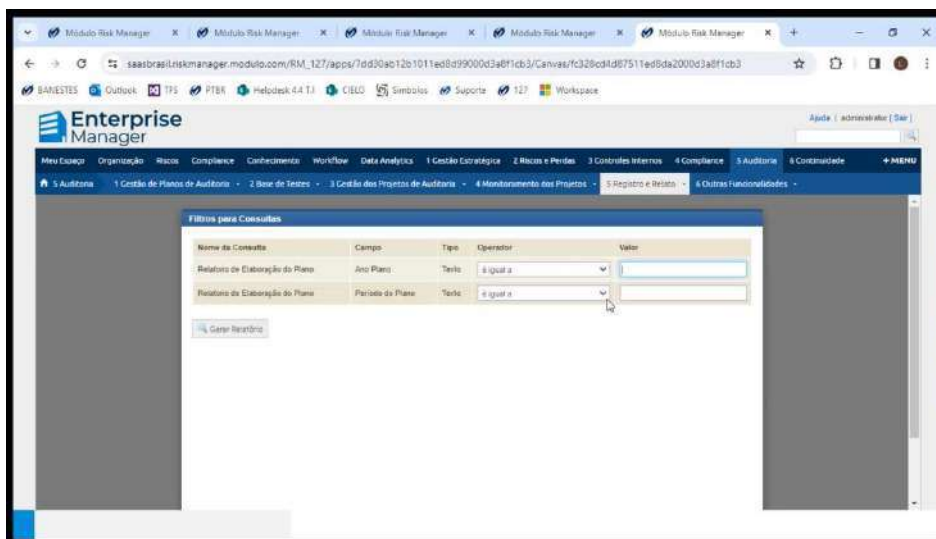 Módulo Risk Manager Módulo Risk Manager Módulo Risk Manager Módulo Risk Manager Módulo Risk Manager
saasbrasil.riskmanager.modulo.com/RM_127/apps/7dd30ab12b1011ed8d99000d3a8f1cb3/Canvas/fc328cd4d87511ed8da2000d3a8f1cb3
BANESTES Outlook TFS PTBR Helpdesk 4.4 TJ CIELO Símbolos Suporte 127 Workspace
Enterprise
Manager
Ajuda | administrator [ Sair ]
Meu Espaço Organização Riscos Compliance Conhecimento Workflow Data Analytics 1 Gestão Estratégica 2 Riscos e Perdas 3 Controles Internos 4 Compliance 5 Auditoria 6 Continuidade + MENU
5 Auditoria 1 Gestão de Planos de Auditoria 2 Base de Testes 3 Gestão dos Projetos de Auditoria 4 Monitoramento dos Projetos 5 Registro e Relato 6 Outras Funcionalidades
Filtros para Consultas
Nome da Consulta Campo Tipo Operador Valor
Relatório de Elaboração do Plano Ano Plano Texto é igual a
Relatório de Elaboração do Plano Período do Plano Texto é igual a
Gerar Relatório